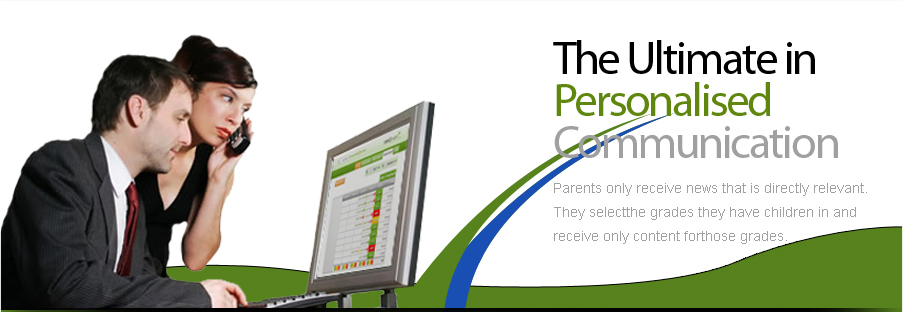 The Ultimate in
Personalised
Communication
Parents only receive news that is directly relevant.
They selectthe grades they have children in and
receive only content forthose grades.